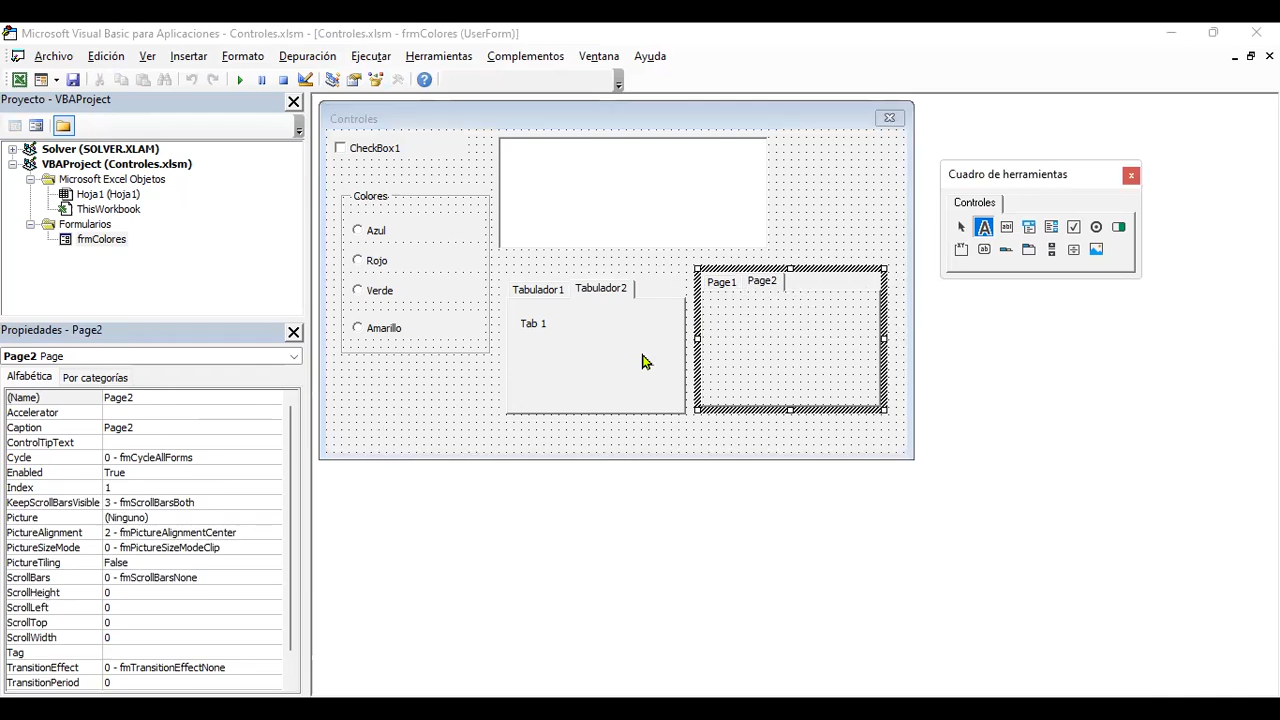 Microsoft Visual Basic para Aplicaciones - Controles.xlsm - [Controles.xlsm - frmColores (UserForm)]
Archivo Edición Ver Insertar Formato Depuración Ejecutar Herramientas Complementos Ventana Ayuda
Proyecto - VBAProject
Solver (SOLVER.XLAM)
VBAProject (Controles.xlsm)
Microsoft Excel Objetos
Hoja1 (Hoja1)
ThisWorkbook
Formularios
frmColores
Propiedades - Page2
Page2 Page
Alfabética Por categorías
(Name) Page2
Accelerator
Caption Page2
ControlTipText
Cycle 0 - fmCycleAllForms
Enabled True
Index 1
KeepScrollBarsVisible 3 - fmScrollBarsBoth
Picture (Ninguno)
PictureAlignment 2 - fmPictureAlignmentCenter
PictureSizeMode 0 - fmPictureSizeModeClip
PictureTiling False
ScrollBars 0 - fmScrollBarsNone
ScrollHeight 0
ScrollLeft 0
ScrollTop 0
ScrollWidth 0
Tag
TransitionEffect 0 - fmTransitionEffectNone
TransitionPeriod 0
Controles
CheckBox1
Colores
Azul
Rojo
Verde
Amarillo
Tabulador1 Tabulador2
Tab 1
Page1 Page2
Cuadro de herramientas
Controles